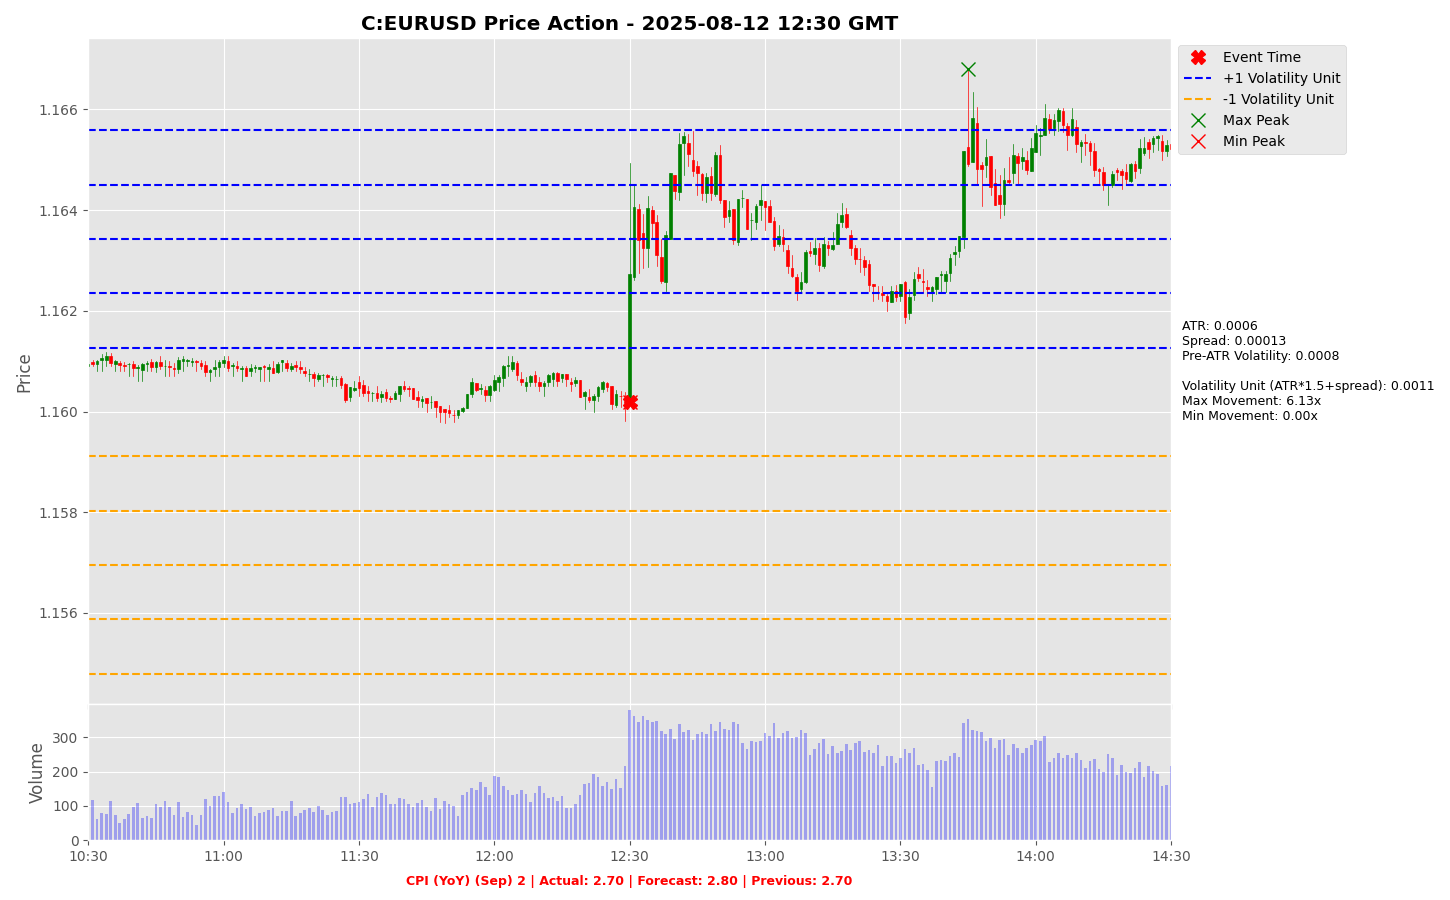 C:EURUSD Price Action - 2025-08-12 12:30 GMT
Event Time
+1 Volatility Unit
-1 Volatility Unit
Max Peak
Min Peak
Price
1.166
1.164
1.162
1.160
1.158
1.156
ATR: 0.0006
Spread: 0.00013
Pre-ATR Volatility: 0.0008
Volatility Unit (ATR*1.5+spread): 0.0011
Max Movement: 6.13x
Min Movement: 0.00x
Volume
300
200
100
0
10:30 11:00 11:30 12:00 12:30 13:00 13:30 14:00 14:30
CPI (YoY) (Sep) 2 | Actual: 2.70 | Forecast: 2.80 | Previous: 2.70